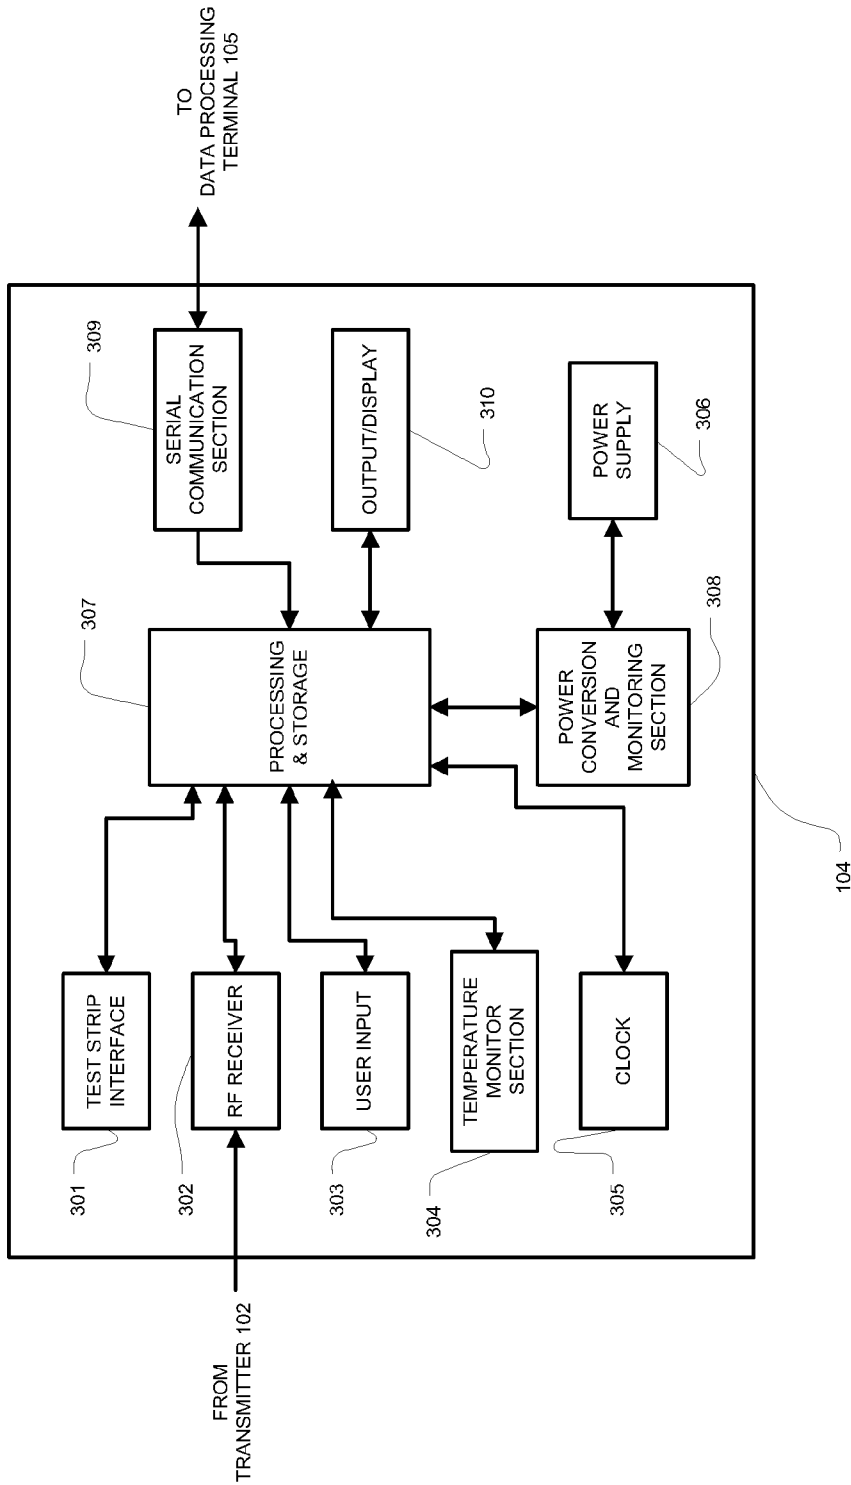 FROM
TRANSMITTER 102
301
TEST STRIP
INTERFACE
302
RF RECEIVER
303
USER INPUT
304
TEMPERATURE
MONITOR
SECTION
305
CLOCK
307
PROCESSING
& STORAGE
308
POWER
CONVERSION
AND
MONITORING
SECTION
309
SERIAL
COMMUNICATION
SECTION
310
OUTPUT/DISPLAY
306
POWER
SUPPLY
TO
DATA PROCESSING
TERMINAL 105
104